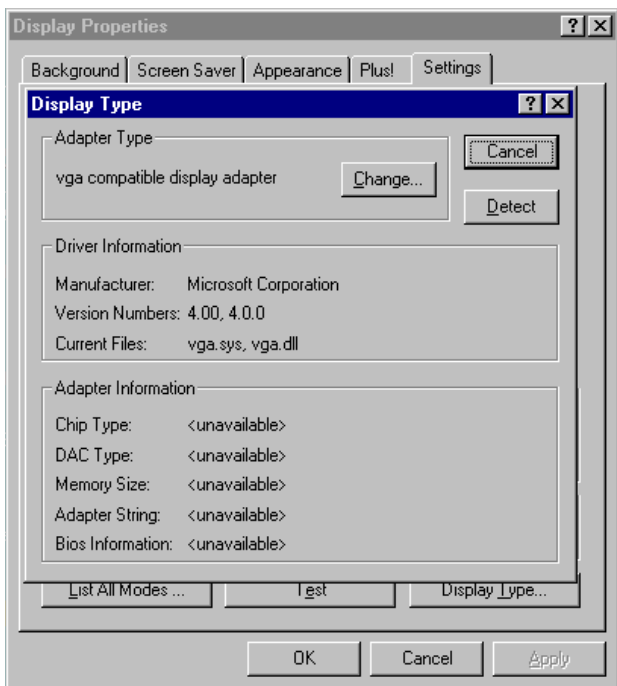 Display Properties
Background Screen Saver Appearance Plus! Settings
Display Type
Adapter Type
vga compatible display adapter
Change...
Cancel
Detect
Driver Information
Manufacturer: Microsoft Corporation
Version Numbers: 4.00, 4.0.0
Current Files: vga.sys, vga.dll
Adapter Information
Chip Type: <unavailable>
DAC Type: <unavailable>
Memory Size: <unavailable>
Adapter String: <unavailable>
Bios Information: <unavailable>
List All Modes ... Test Display Type...
OK Cancel Apply